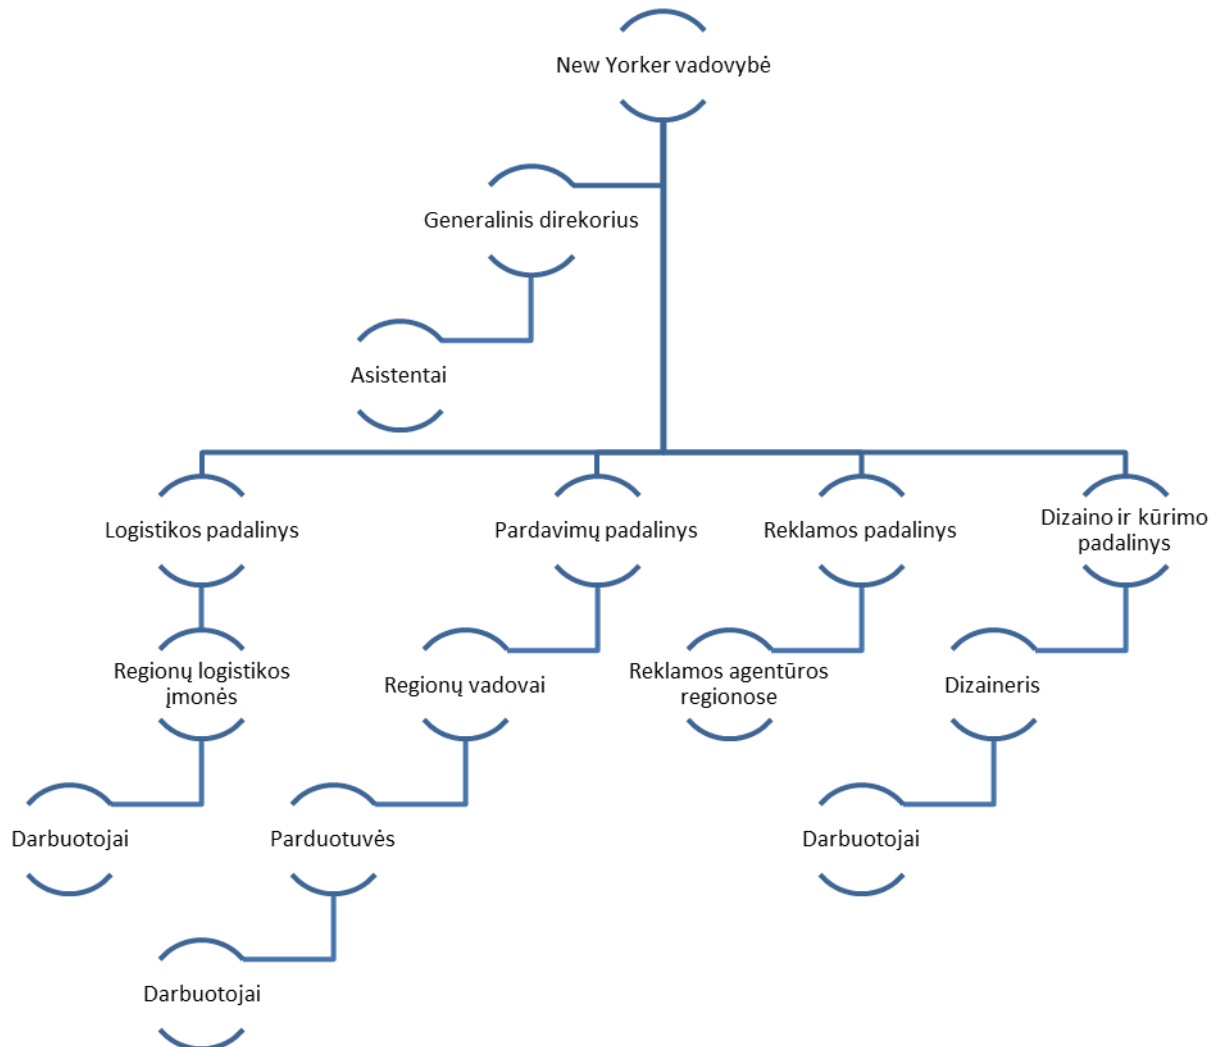 New Yorker vadovybė
Generalinis direkorius
Asistentai
Logistikos padalinys
Pardavimų padalinys
Reklamos padalinys
Dizaino ir kūrimo
padalinys
Regionų logistikos
įmonės
Regionų vadovai
Reklamos agentūros
regionose
Dizaineris
Darbuotojai
Parduotuvės
Darbuotojai
Darbuotojai